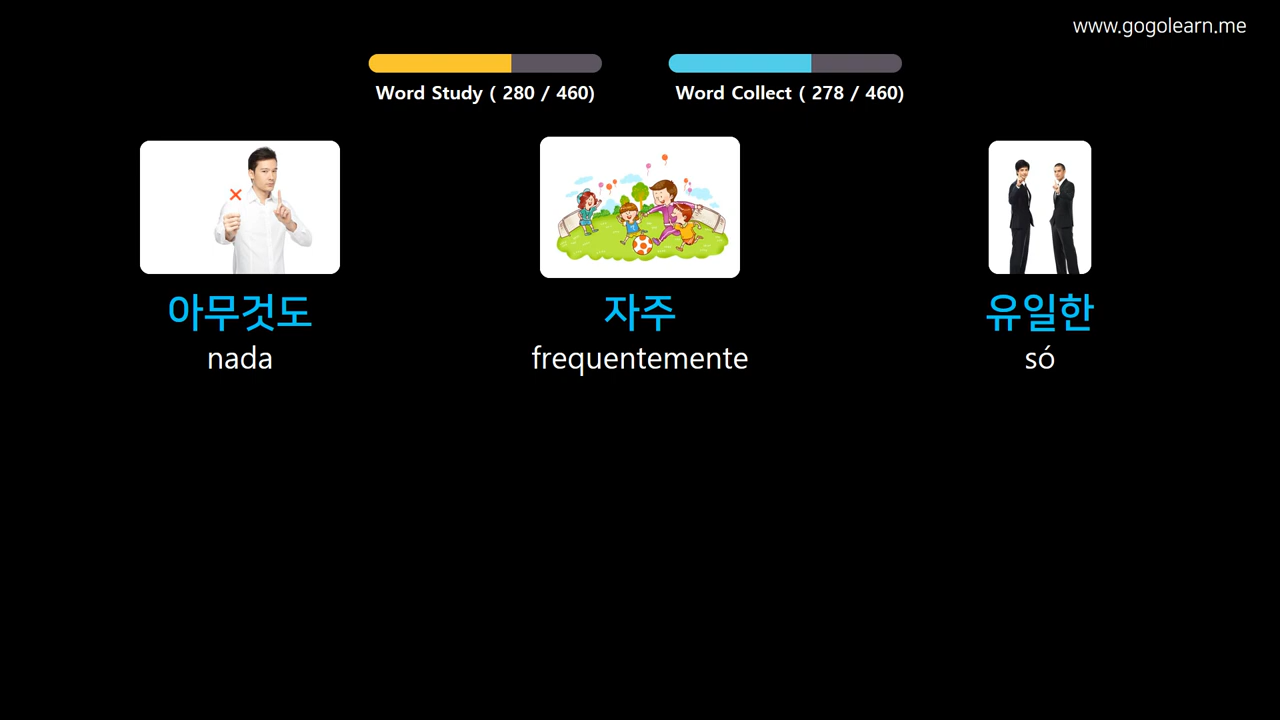 www.gogolearn.me
Word Study ( 280 / 460)
Word Collect ( 278 / 460)
아무것도
nada
자주
frequentemente
유일한
só